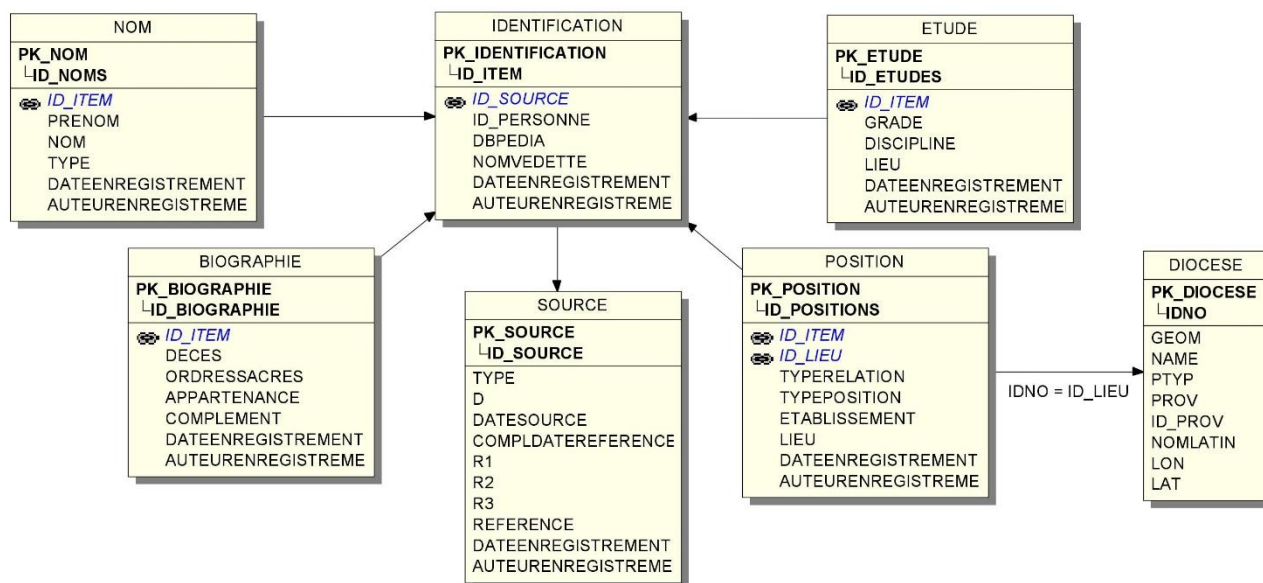 NOM
PK_NOM
└ID_NOMS
ID_ITEM
PRENOM
NOM
TYPE
DATEENREGISTREMENT
AUTEURENREGISTREME
IDENTIFICATION
PK_IDENTIFICATION
└ID_ITEM
ID_SOURCE
ID_PERSONNE
DBPEDIA
NOMVEDETTE
DATEENREGISTREMENT
AUTEURENREGISTREME
ETUDE
PK_ETUDE
└ID_ETUDES
ID_ITEM
GRADE
DISCIPLINE
LIEU
DATEENREGISTREMENT
AUTEURENREGISTREME
BIOGRAPHIE
PK_BIOGRAPHIE
└ID_BIOGRAPHIE
ID_ITEM
DECES
ORDRESSACRES
APPARTENANCE
COMPLEMENT
DATEENREGISTREMENT
AUTEURENREGISTREME
SOURCE
PK_SOURCE
└ID_SOURCE
TYPE
D
DATESOURCE
COMPLDATEREFERENCE
R1
R2
R3
REFERENCE
DATEENREGISTREMENT
AUTEURENREGISTREME
POSITION
PK_POSITION
└ID_POSITIONS
ID_ITEM
ID_LIEU
TYPERELATION
TYPEPOSITION
ETABLISSEMENT
LIEU
DATEENREGISTREMENT
AUTEURENREGISTREME
IDNO = ID_LIEU
DIOCESE
PK_DIOCESE
└IDNO
GEOM
NAME
PTYP
PROV
ID_PROV
NOMLATIN
LON
LAT